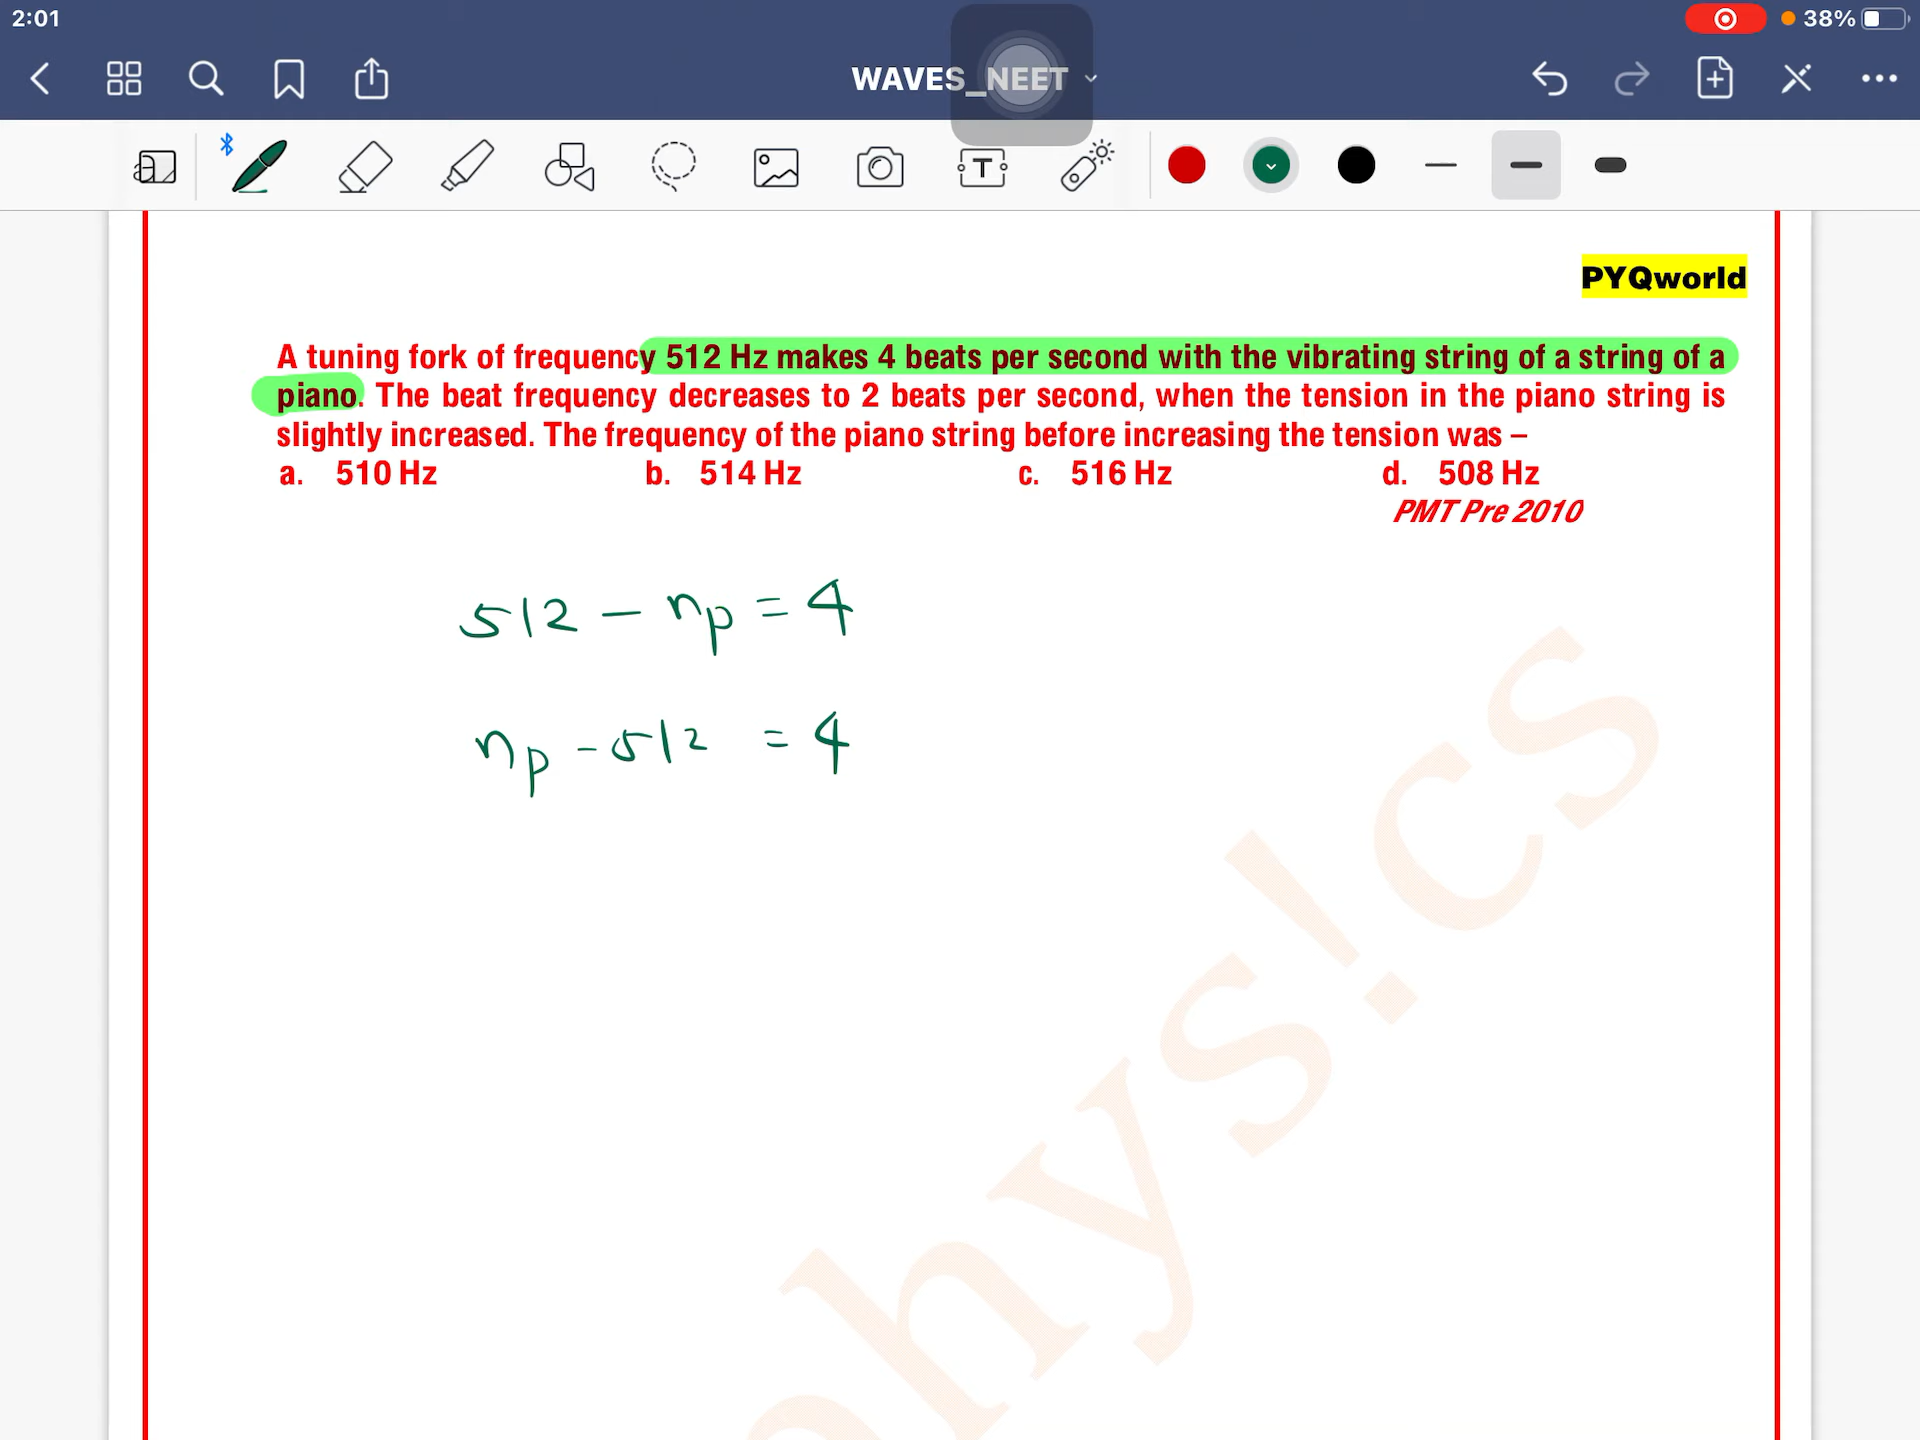 2:01
38%
WAVES_NEET
T
PYQworld
A tuning fork of frequency 512 Hz makes 4 beats per second with the vibrating string of a string of a
piano. The beat frequency decreases to 2 beats per second, when the tension in the piano string is
slightly increased. The frequency of the piano string before increasing the tension was –
a. 510 Hz b. 514 Hz c. 516 Hz d. 508 Hz
PMT Pre 2010
512 – np = 4
np - 512 = 4
phys!cs